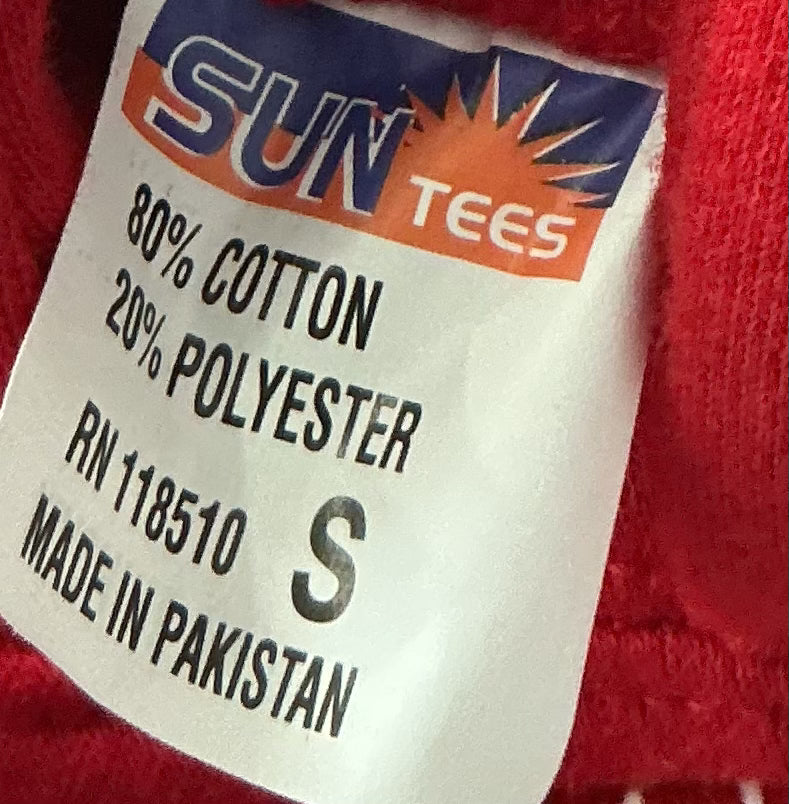 SUN TEES
80% COTTON
20% POLYESTER
RN 118510 S
MADE IN PAKISTAN